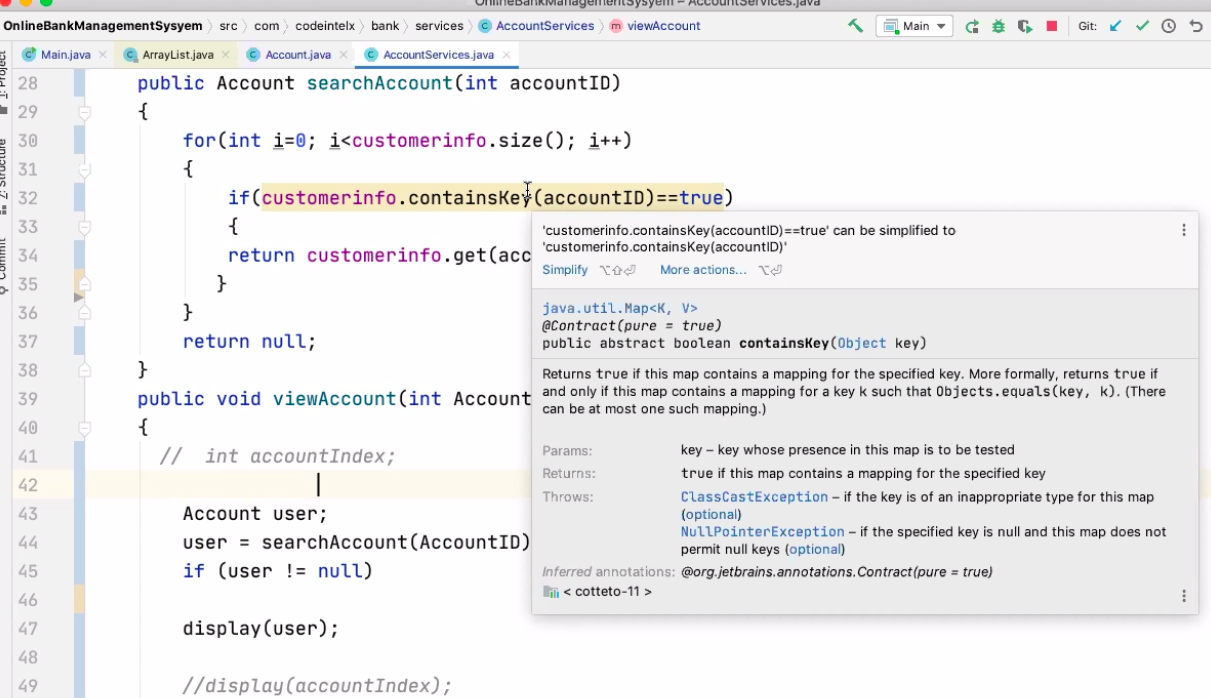 OnlineBankManagementSysyem – AccountServices.java
OnlineBankManagementSysyem › src › com › codeintelx › bank › services › AccountServices › viewAccount Main Git:
Main.java ArrayList.java Account.java AccountServices.java
1: Project
Z: Structure
Commit
28 public Account searchAccount(int accountID)
29 {
30 for(int i=0; i<customerinfo.size(); i++)
31 {
32 if(customerinfo.containsKey(accountID)==true)
33 {
34 return customerinfo.get(acc
35 }
36 }
37 return null;
38 }
39 public void viewAccount(int Account
40 {
41 // int accountIndex;
42
43 Account user;
44 user = searchAccount(AccountID)
45 if (user != null)
46
47 display(user);
48
49 //display(accountIndex);
'customerinfo.containsKey(accountID)==true' can be simplified to
'customerinfo.containsKey(accountID)'
Simplify ⌥⇧⏎ More actions... ⌥⏎
java.util.Map<K, V>
@Contract(pure = true)
public abstract boolean containsKey(Object key)
Returns true if this map contains a mapping for the specified key. More formally, returns true if
and only if this map contains a mapping for a key k such that Objects.equals(key, k). (There
can be at most one such mapping.)
Params: key – key whose presence in this map is to be tested
Returns: true if this map contains a mapping for the specified key
Throws: ClassCastException – if the key is of an inappropriate type for this map
(optional)
NullPointerException – if the specified key is null and this map does not
permit null keys (optional)
Inferred annotations: @org.jetbrains.annotations.Contract(pure = true)
< cotteto-11 >